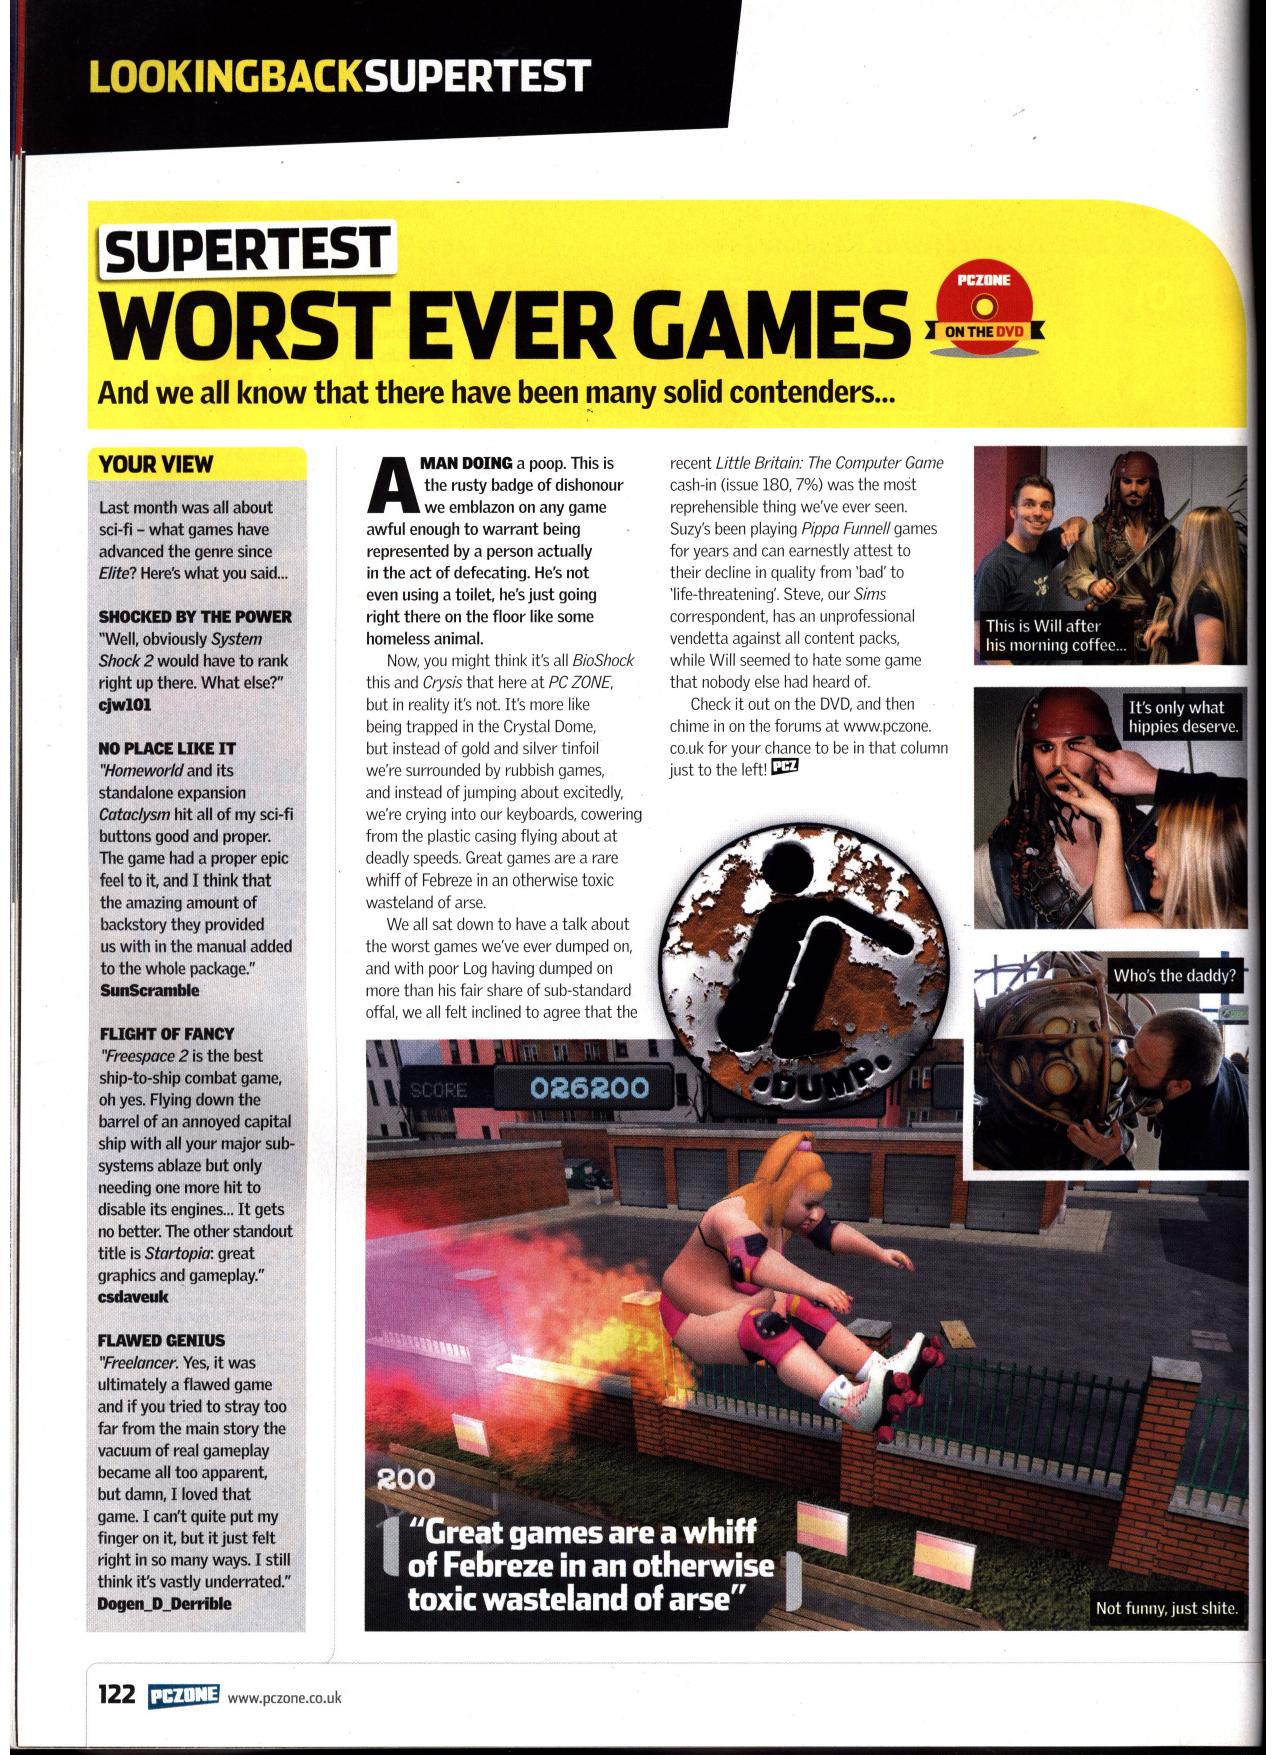 LOOKINGBACKSUPERTEST
SUPERTEST
WORST EVER GAMES
PCZONE
ON THE DVD
And we all know that there have been many solid contenders...
YOUR VIEW
Last month was all about
sci-fi – what games have
advanced the genre since
Elite? Here's what you said...
SHOCKED BY THE POWER
"Well, obviously System
Shock 2 would have to rank
right up there. What else?"
cjw101
NO PLACE LIKE IT
"Homeworld and its
standalone expansion
Cataclysm hit all of my sci-fi
buttons good and proper.
The game had a proper epic
feel to it, and I think that
the amazing amount of
backstory they provided
us with in the manual added
to the whole package."
SunScramble
FLIGHT OF FANCY
"Freespace 2 is the best
ship-to-ship combat game,
oh yes. Flying down the
barrel of an annoyed capital
ship with all your major sub-
systems ablaze but only
needing one more hit to
disable its engines... It gets
no better. The other standout
title is Startopia: great
graphics and gameplay."
csdaveuk
FLAWED GENIUS
"Freelancer. Yes, it was
ultimately a flawed game
and if you tried to stray too
far from the main story the
vacuum of real gameplay
became all too apparent,
but damn, I loved that
game. I can't quite put my
finger on it, but it just felt
right in so many ways. I still
think it's vastly underrated."
Dogen_D_Derrible
A MAN DOING a poop. This is
the rusty badge of dishonour
we emblazon on any game
awful enough to warrant being
represented by a person actually
in the act of defecating. He's not
even using a toilet, he's just going
right there on the floor like some
homeless animal.
Now, you might think it's all BioShock
this and Crysis that here at PC ZONE,
but in reality it's not. It's more like
being trapped in the Crystal Dome,
but instead of gold and silver tinfoil
we're surrounded by rubbish games,
and instead of jumping about excitedly,
we're crying into our keyboards, cowering
from the plastic casing flying about at
deadly speeds. Great games are a rare
whiff of Febreze in an otherwise toxic
wasteland of arse.
We all sat down to have a talk about
the worst games we've ever dumped on,
and with poor Log having dumped on
more than his fair share of sub-standard
offal, we all felt inclined to agree that the
recent Little Britain: The Computer Game
cash-in (issue 180, 7%) was the most
reprehensible thing we've ever seen.
Suzy's been playing Pippa Funnell games
for years and can earnestly attest to
their decline in quality from 'bad' to
'life-threatening'. Steve, our Sims
correspondent, has an unprofessional
vendetta against all content packs,
while Will seemed to hate some game
that nobody else had heard of.
Check it out on the DVD, and then
chime in on the forums at www.pczone.
co.uk for your chance to be in that column
just to the left! PCZ
This is Will after
his morning coffee...
It's only what
hippies deserve.
Who's the daddy?
•DUMP•
SCORE 026200
200
"Great games are a whiff
of Febreze in an otherwise
toxic wasteland of arse"
Not funny, just shite.
122 PCZONE www.pczone.co.uk